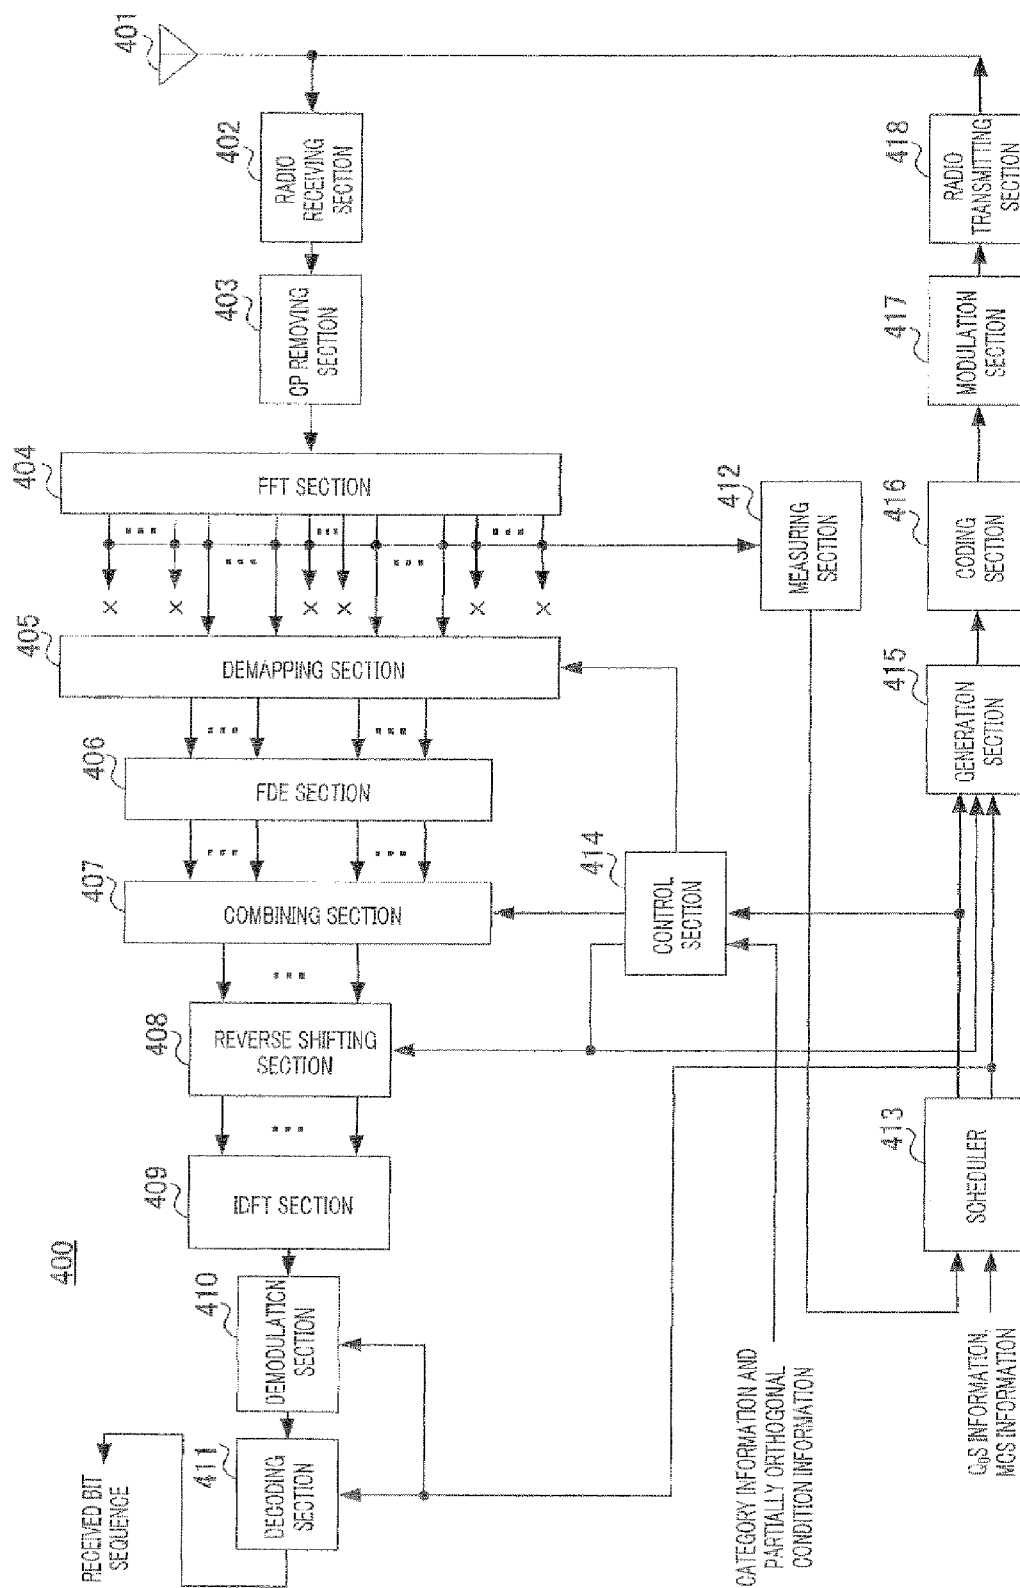 400
401
402
RADIO
RECEIVING
SECTION
403
CP REMOVING
SECTION
404
FFT SECTION
x x x x x x
405
DEMAPPING SECTION
406
FDE SECTION
407
COMBINING SECTION
408
REVERSE SHIFTING
SECTION
409
IDFT SECTION
410
DEMODULATION
SECTION
411
DECODING
SECTION
RECEIVED BIT
SEQUENCE
412
MEASURING
SECTION
414
CONTROL
SECTION
CATEGORY INFORMATION AND
PARTIALLY ORTHOGONAL
CONDITION INFORMATION
413
SCHEDULER
QoS INFORMATION,
MCS INFORMATION
415
GENERATION
SECTION
416
CODING
SECTION
417
MODULATION
SECTION
418
RADIO
TRANSMITTING
SECTION